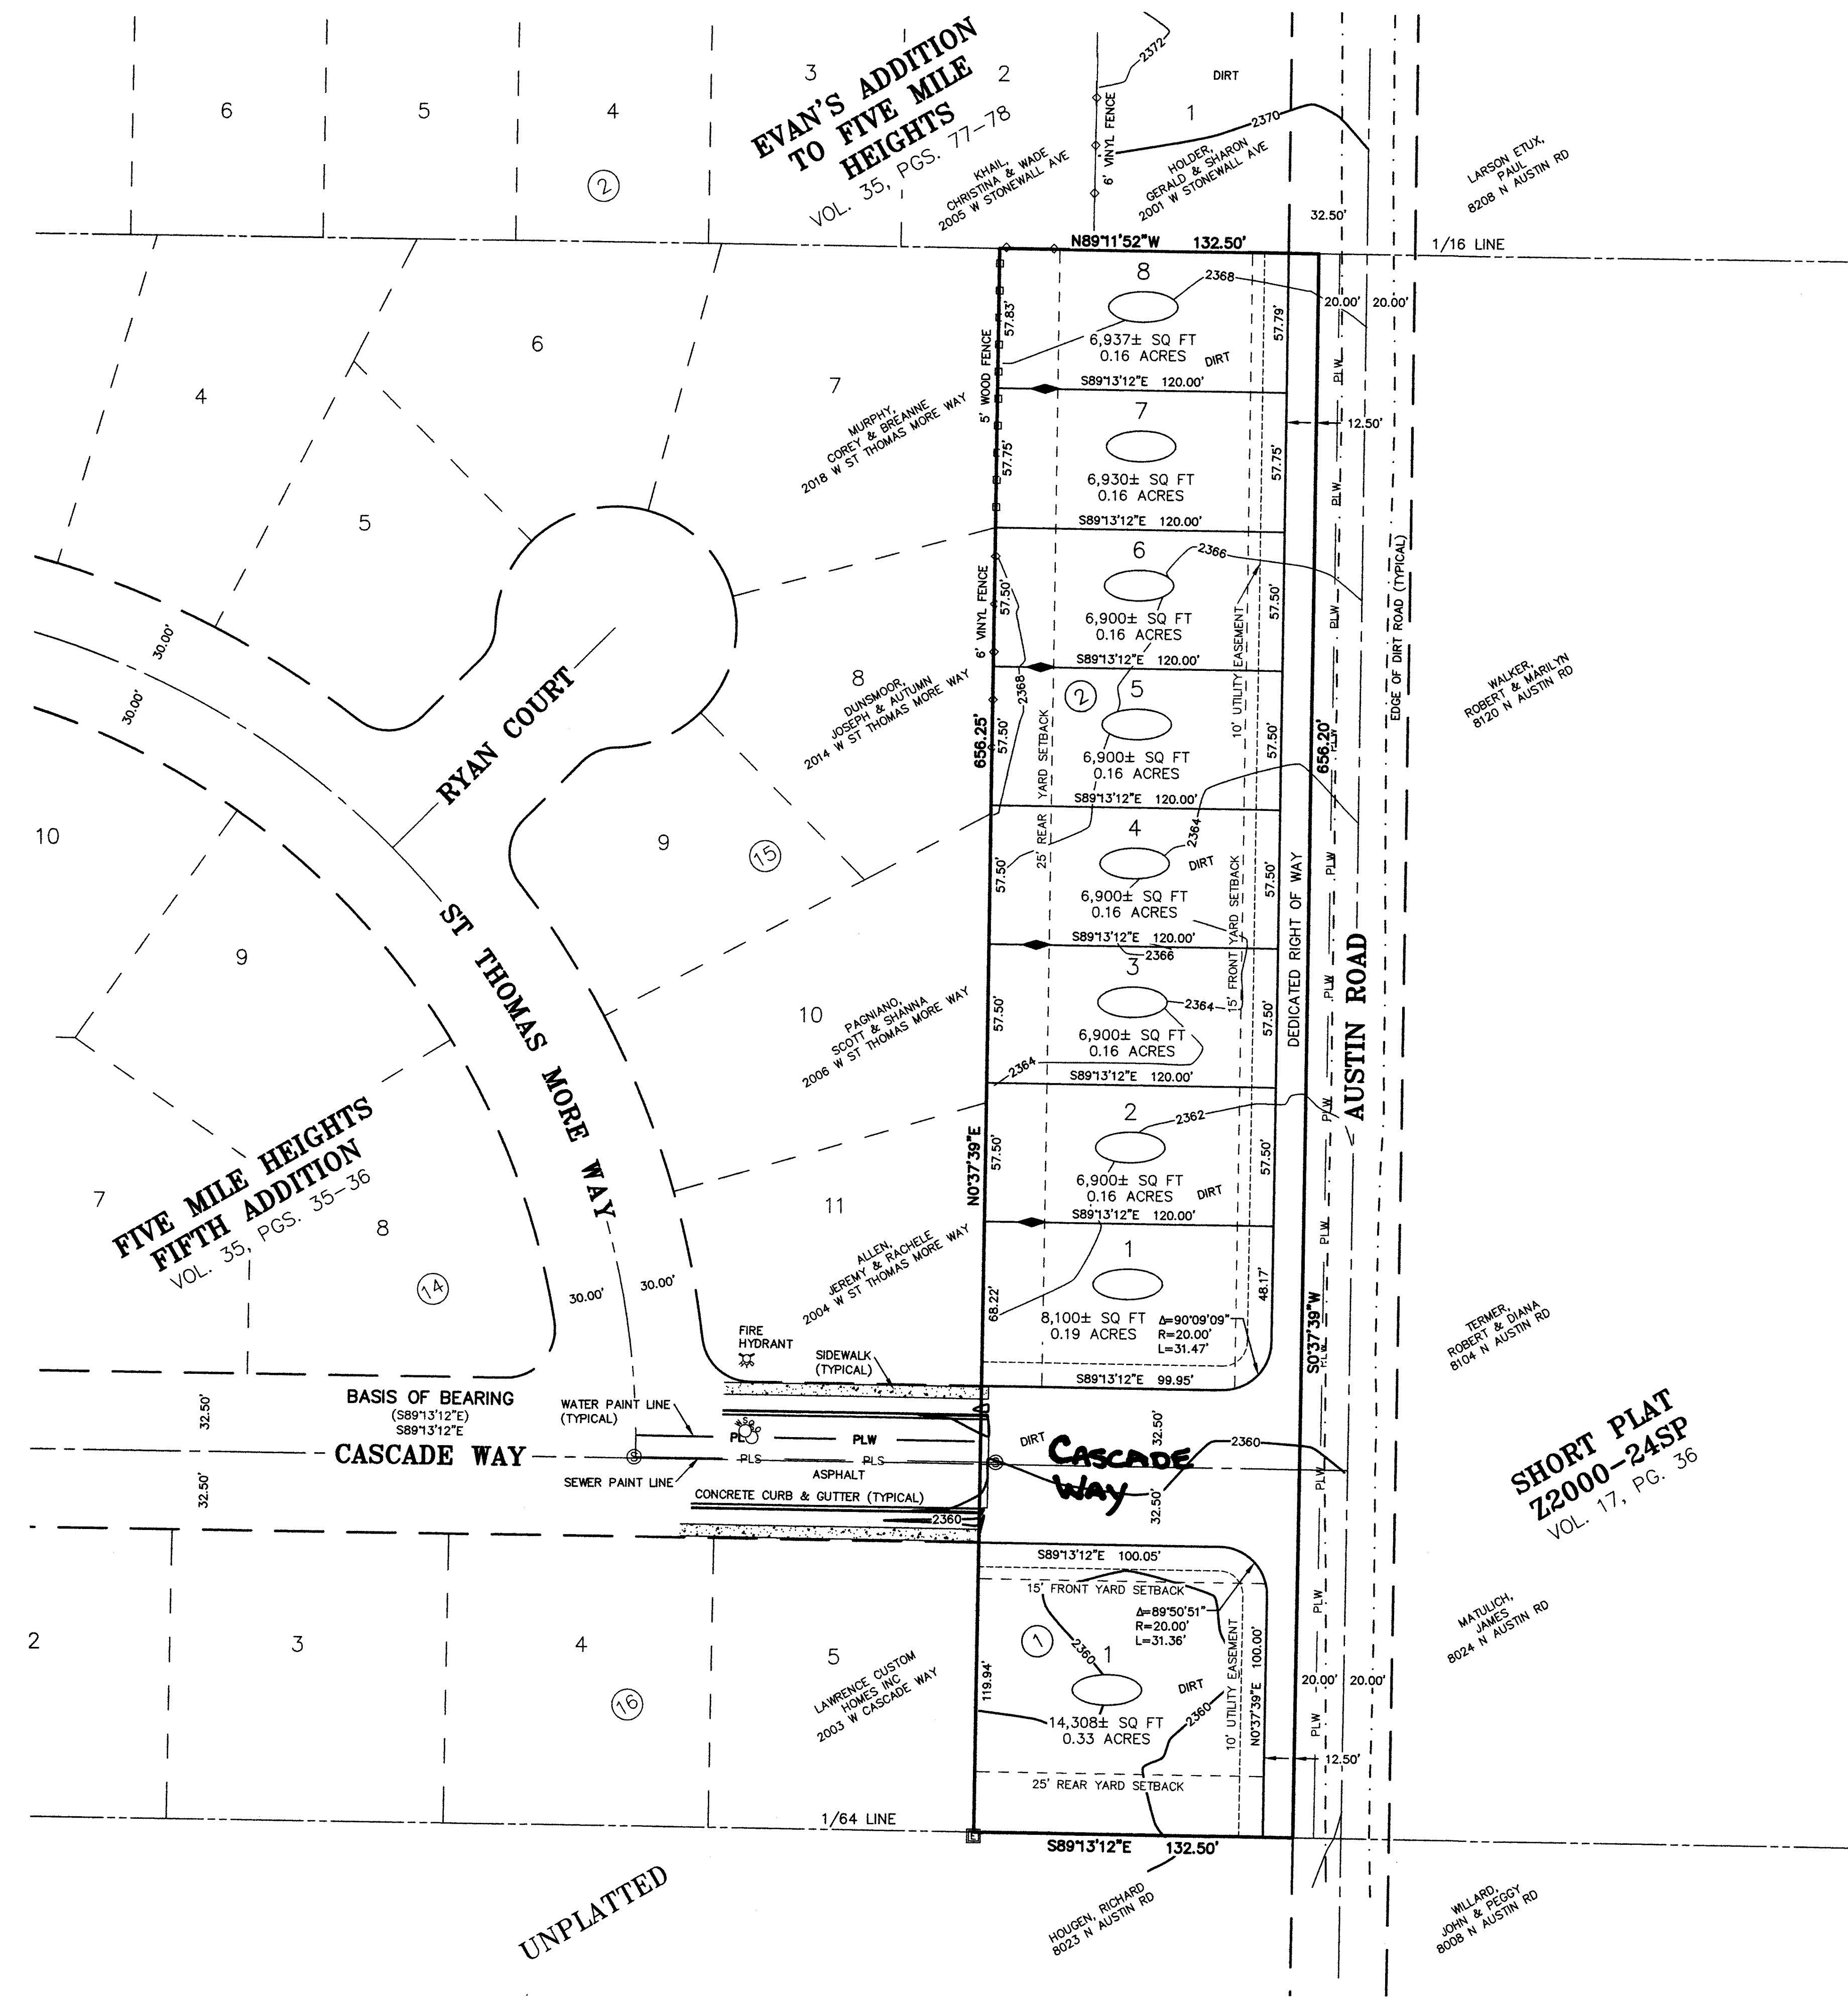 EVAN'S ADDITION
TO FIVE MILE
HEIGHTS
VOL. 35, PGS. 77-78
6
5
4
3
2
1
2
DIRT
2372
2370
6' VINYL FENCE
KHAIL,
CHRISTINA & WADE
2005 W STONEWALL AVE
HOLDER,
GERALD & SHARON
2001 W STONEWALL AVE
LARSON ETUX,
PAUL
8208 N AUSTIN RD
32.50'
N89°11'52"W 132.50'
1/16 LINE
8
2368
20.00' 20.00'
57.83'
57.79'
6,937± SQ FT
0.16 ACRES
DIRT
S89°13'12"E 120.00'
5' WOOD FENCE
PLW
7
12.50'
57.75'
57.75'
6,930± SQ FT
0.16 ACRES
PLW
S89°13'12"E 120.00'
6
2366
57.50'
57.50'
6,900± SQ FT
0.16 ACRES
6' VINYL FENCE
10' UTILITY EASEMENT
PLW
EDGE OF DIRT ROAD (TYPICAL)
S89°13'12"E 120.00'
2368
2
5
57.50'
57.50'
656.25'
656.20'
PLW
6,900± SQ FT
0.16 ACRES
25' REAR YARD SETBACK
S89°13'12"E 120.00'
4
2364
57.50'
57.50'
DIRT
6,900± SQ FT
0.16 ACRES
15' FRONT YARD SETBACK
DEDICATED RIGHT OF WAY
PLW
S89°13'12"E 120.00'
2366
3
2364
57.50'
57.50'
6,900± SQ FT
0.16 ACRES
PLW
AUSTIN ROAD
2364
S89°13'12"E 120.00'
2
2362
57.50'
57.50'
N0°37'39"E
6,900± SQ FT
0.16 ACRES
DIRT
PLW
S89°13'12"E 120.00'
1
PLW
68.22'
48.17'
8,100± SQ FT
0.19 ACRES
Δ=90°09'09"
R=20.00'
L=31.47'
S0°37'39"W
PLW
S89°13'12"E 99.95'
4
5
6
7
MURPHY,
COREY & BREANNE
2018 W ST THOMAS MORE WAY
8
DUNSMOOR,
JOSEPH & AUTUMN
2014 W ST THOMAS MORE WAY
9
15
10
PAGNIANO,
SCOTT & SHANNA
2006 W ST THOMAS MORE WAY
11
ALLEN,
JEREMY & RACHELE
2004 W ST THOMAS MORE WAY
30.00'
30.00'
RYAN COURT
ST THOMAS MORE WAY
10
9
7
8
14
30.00'
30.00'
FIVE MILE HEIGHTS
FIFTH ADDITION
VOL. 35, PGS. 35-36
WALKER,
ROBERT & MARILYN
8120 N AUSTIN RD
TERMER,
ROBERT & DIANA
8104 N AUSTIN RD
SHORT PLAT
Z2000-24SP
VOL. 17, PG. 36
FIRE
HYDRANT
SIDEWALK
(TYPICAL)
BASIS OF BEARING
(S89°13'12"E)
S89°13'12"E
CASCADE WAY
32.50'
32.50'
WATER PAINT LINE
(TYPICAL)
PLW
S
SEWER PAINT LINE
PLS
PLS
ASPHALT
CONCRETE CURB & GUTTER (TYPICAL)
2360
DIRT
CASCADE
WAY
32.50'
32.50'
2360
PLW
S89°13'12"E 100.05'
15' FRONT YARD SETBACK
Δ=89°50'51"
R=20.00'
L=31.36'
1
2360
1
119.94'
DIRT
2360
14,308± SQ FT
0.33 ACRES
10' UTILITY EASEMENT
N0°37'39"E 100.00'
PLW
PLW
20.00' 20.00'
12.50'
25' REAR YARD SETBACK
S89°13'12"E 132.50'
2
3
4
5
16
LAWRENCE CUSTOM
HOMES INC
2003 W CASCADE WAY
1/64 LINE
UNPLATTED
MATULICH,
JAMES
8024 N AUSTIN RD
HOUGEN, RICHARD
8023 N AUSTIN RD
WILLARD,
JOHN & PEGGY
8008 N AUSTIN RD